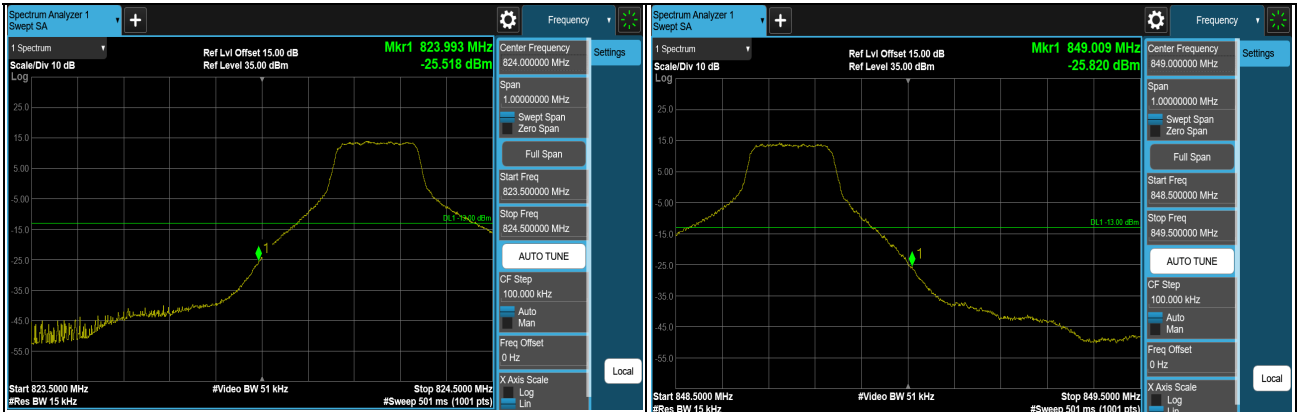 Spectrum Analyzer 1
Swept SA
+
Frequency
1 Spectrum
Scale/Div 10 dB
Log
Ref Lvl Offset 15.00 dB
Ref Level 35.00 dBm
Mkr1 823.993 MHz
-25.518 dBm
25.0
15.0
5.00
-5.00
-15.0
-25.0
-35.0
-45.0
-55.0
DL1 -13.00 dBm
1
Start 823.5000 MHz
#Res BW 15 kHz
#Video BW 51 kHz
Stop 824.5000 MHz
#Sweep 501 ms (1001 pts)
Center Frequency
824.000000 MHz
Settings
Span
1.00000000 MHz
Swept Span
Zero Span
Full Span
Start Freq
823.500000 MHz
Stop Freq
824.500000 MHz
AUTO TUNE
CF Step
100.000 kHz
Auto
Man
Freq Offset
0 Hz
X Axis Scale
Log
Lin
Local
Spectrum Analyzer 1
Swept SA
+
Frequency
1 Spectrum
Scale/Div 10 dB
Log
Ref Lvl Offset 15.00 dB
Ref Level 35.00 dBm
Mkr1 849.009 MHz
-25.820 dBm
25.0
15.0
5.00
-5.00
-15.0
-25.0
-35.0
-45.0
-55.0
DL1 -13.00 dBm
1
Start 848.5000 MHz
#Res BW 15 kHz
#Video BW 51 kHz
Stop 849.5000 MHz
#Sweep 501 ms (1001 pts)
Center Frequency
849.000000 MHz
Settings
Span
1.00000000 MHz
Swept Span
Zero Span
Full Span
Start Freq
848.500000 MHz
Stop Freq
849.500000 MHz
AUTO TUNE
CF Step
100.000 kHz
Auto
Man
Freq Offset
0 Hz
X Axis Scale
Log
Lin
Local